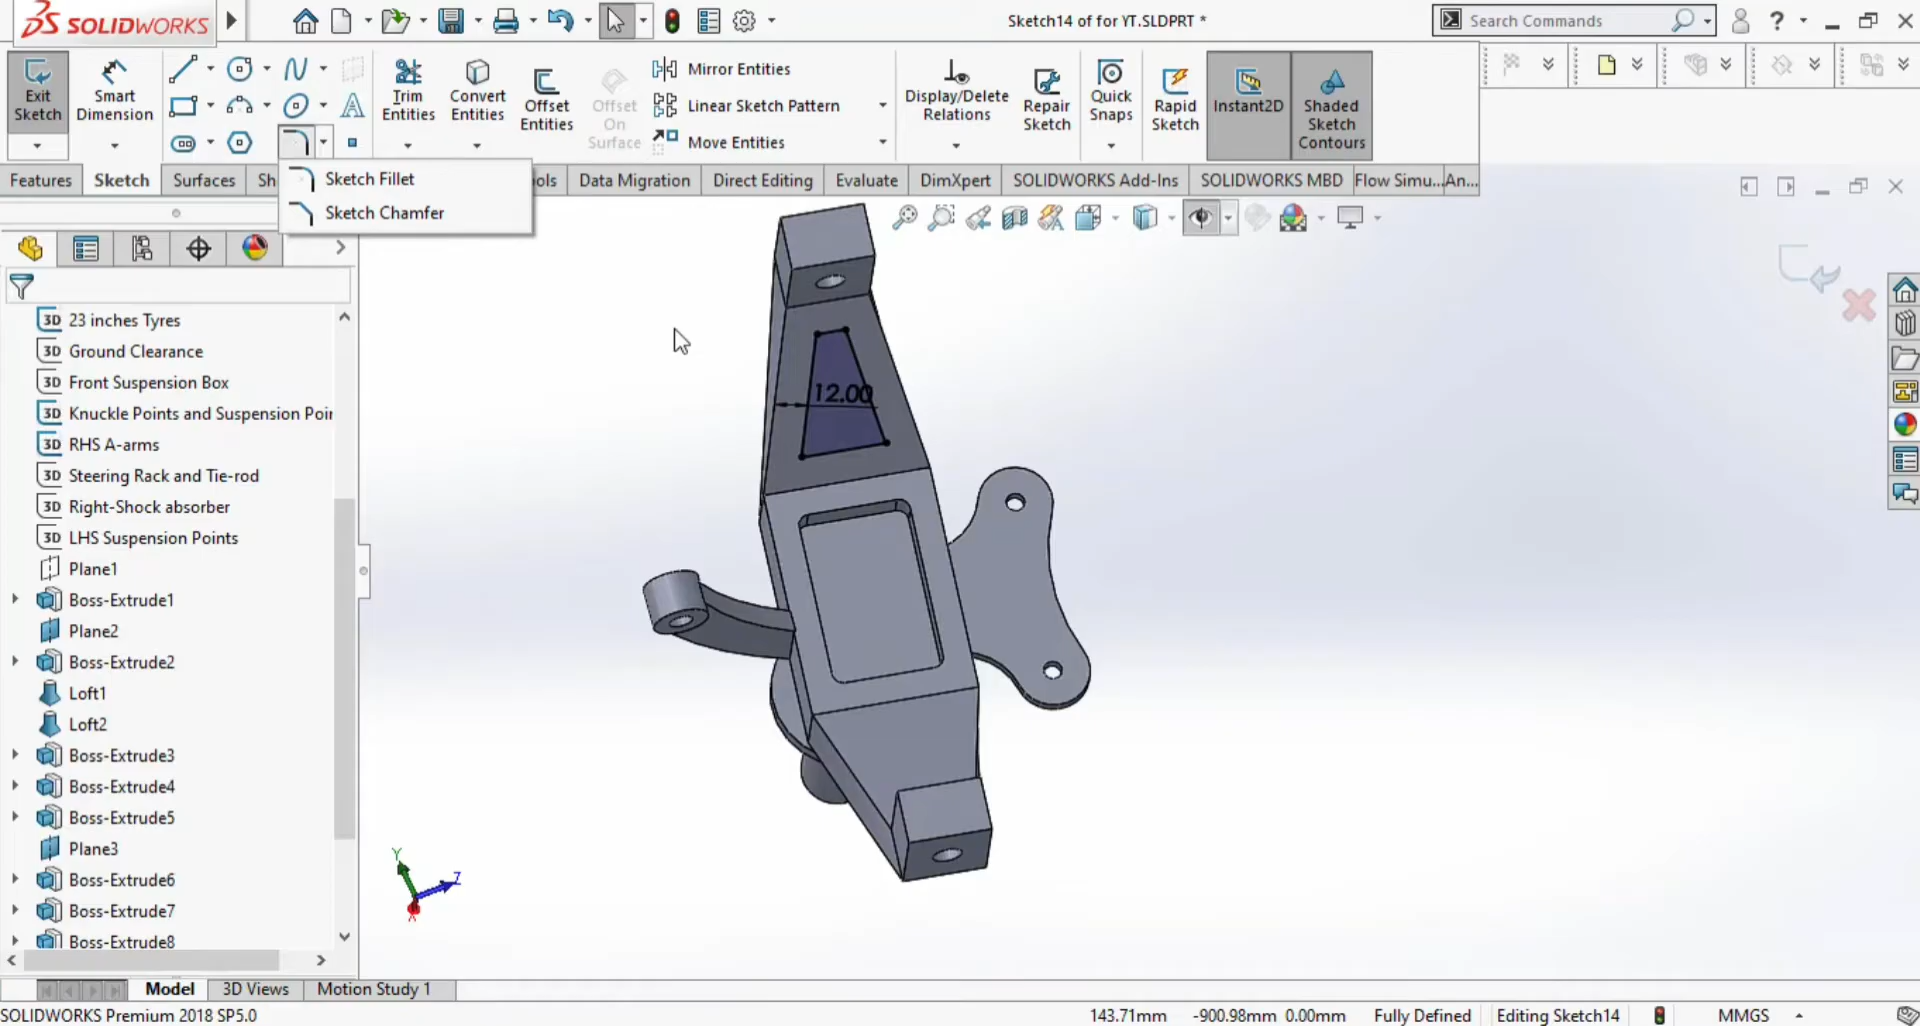 SOLIDWORKS
Sketch14 of for YT.SLDPRT *
Search Commands
?
Exit Sketch
Smart Dimension
Trim Entities
Convert Entities
Offset Entities
Offset On Surface
Mirror Entities
Linear Sketch Pattern
Move Entities
Display/Delete Relations
Repair Sketch
Quick Snaps
Rapid Sketch
Instant2D
Shaded Sketch Contours
Sketch Fillet
Sketch Chamfer
Features
Sketch
Surfaces
Sh
ols
Data Migration
Direct Editing
Evaluate
DimXpert
SOLIDWORKS Add-Ins
SOLIDWORKS MBD
Flow Simu...
An...
3D 23 inches Tyres
3D Ground Clearance
3D Front Suspension Box
3D Knuckle Points and Suspension Poir
3D RHS A-arms
3D Steering Rack and Tie-rod
3D Right-Shock absorber
3D LHS Suspension Points
Plane1
Boss-Extrude1
Plane2
Boss-Extrude2
Loft1
Loft2
Boss-Extrude3
Boss-Extrude4
Boss-Extrude5
Plane3
Boss-Extrude6
Boss-Extrude7
Boss-Extrude8
12.00
Y
Z
X
Model
3D Views
Motion Study 1
SOLIDWORKS Premium 2018 SP5.0
143.71mm
-900.98mm
0.00mm
Fully Defined
Editing Sketch14
MMGS